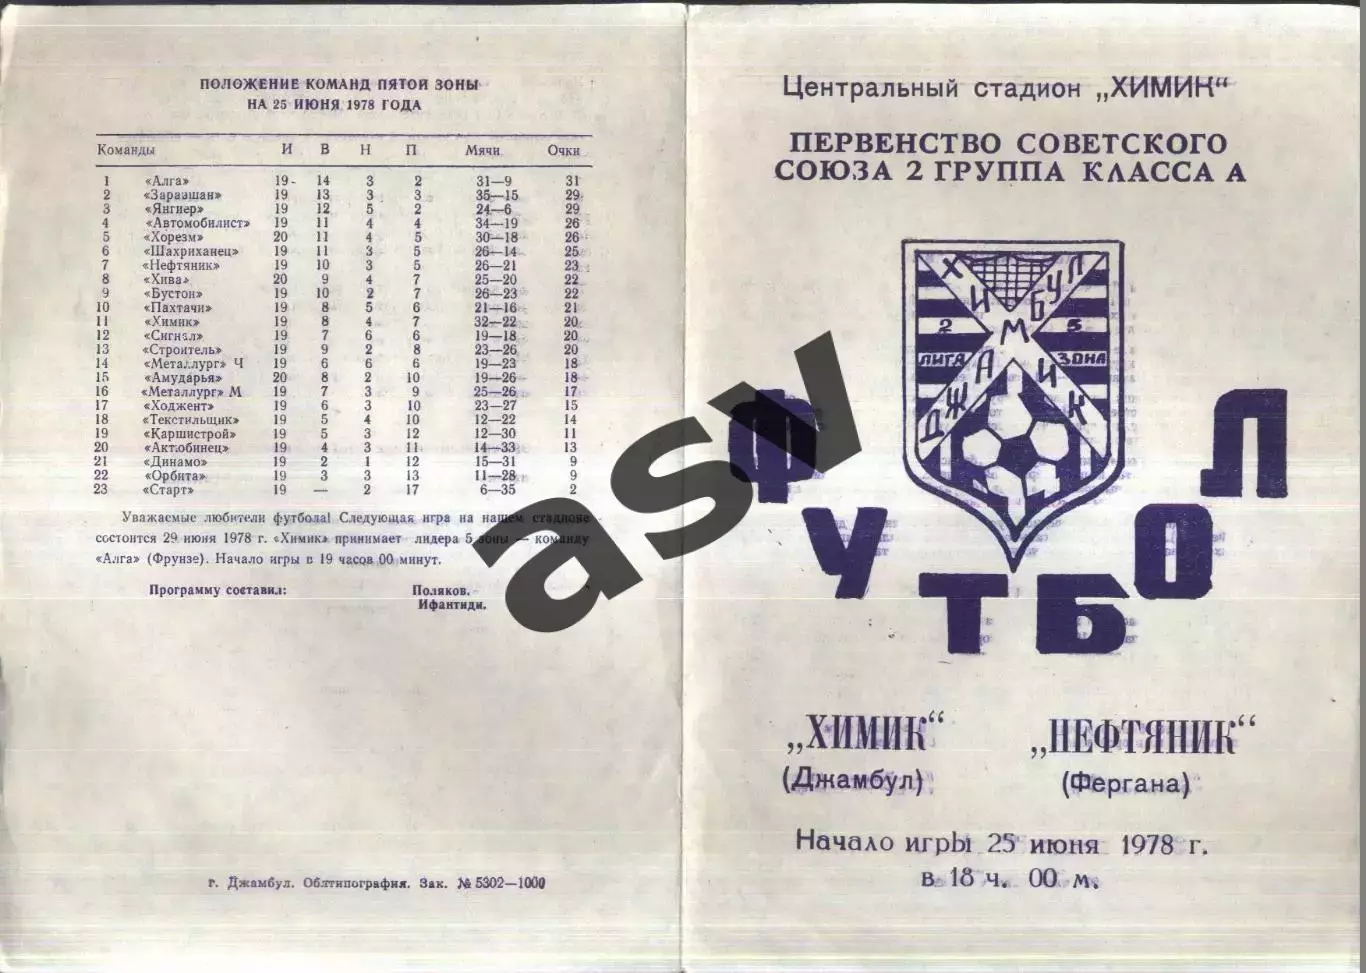 ПОЛОЖЕНИЕ КОМАНД ПЯТОЙ ЗОНЫ
НА 25 ИЮНЯ 1978 ГОДА
Команды И В Н П Мячи Очки
1 «Алга» 19 14 3 2 31—9 31
2 «Заравшан» 19 13 3 3 35—15 29
3 «Янгиер» 19 12 5 2 24—6 29
4 «Автомобилист» 19 11 4 4 34—19 26
5 «Хорезм» 20 11 4 5 30—18 26
6 «Шахриханец» 19 11 3 5 26—14 25
7 «Нефтяник» 19 10 3 5 26—21 23
8 «Хива» 20 9 4 7 25—20 22
9 «Бустон» 19 10 2 7 26—23 22
10 «Пахтачи» 19 8 5 6 21—16 21
11 «Химик» 19 8 4 7 32—22 20
12 «Сигнал» 19 7 6 6 19—18 20
13 «Строитель» 19 9 2 8 23—26 20
14 «Металлург» Ч 19 6 6 6 19—23 18
15 «Амударья» 20 8 2 10 19—26 18
16 «Металлург» М 19 7 3 9 25—26 17
17 «Ходжент» 19 6 3 10 23—27 15
18 «Текстильщик» 19 5 4 10 12—22 14
19 «Каршистрой» 19 5 3 12 12—30 11
20 «Актюбинец» 19 4 3 11 14—33 13
21 «Динамо» 19 2 1 12 15—31 9
22 «Орбита» 19 3 3 13 11—28 9
23 «Старт» 19 — 2 17 6—35 2
Уважаемые любители футбола! Следующая игра на нашем стадионе
состоится 29 июня 1978 г. «Химик» принимает лидера 5 зоны — команду
«Алга» (Фрунзе). Начало игры в 19 часов 00 минут.
Программу составил: Поляков.
Ифантиди.
г. Джамбул. Облтипография. Зак. № 5302—1000
Центральный стадион „ХИМИК“
ПЕРВЕНСТВО СОВЕТСКОГО
СОЮЗА 2 ГРУППА КЛАССА А
ХИМИК
ДЖАМБУЛ
2 5
ЛИГА ЗОНА
ФУТБОЛ
„ХИМИК“ „НЕФТЯНИК“
(Джамбул) (Фергана)
Начало игры 25 июня 1978 г.
в 18 ч. 00 м.
asv